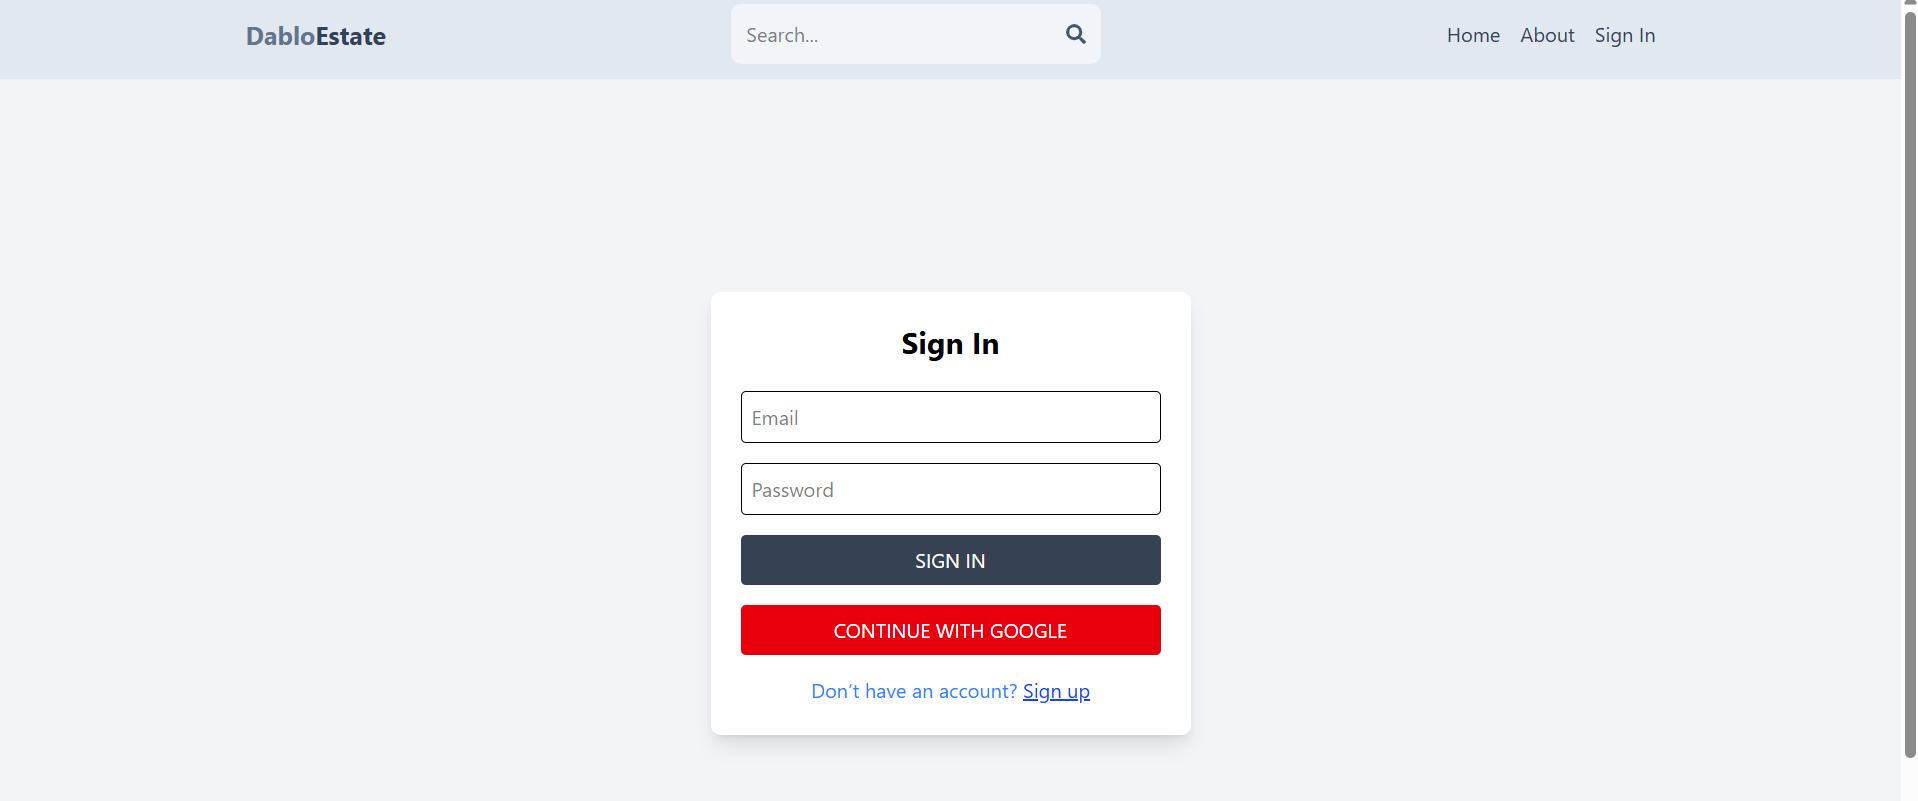 DabloEstate
Search...
Home About Sign In
Sign In
Email
Password
SIGN IN
CONTINUE WITH GOOGLE
Don’t have an account? Sign up